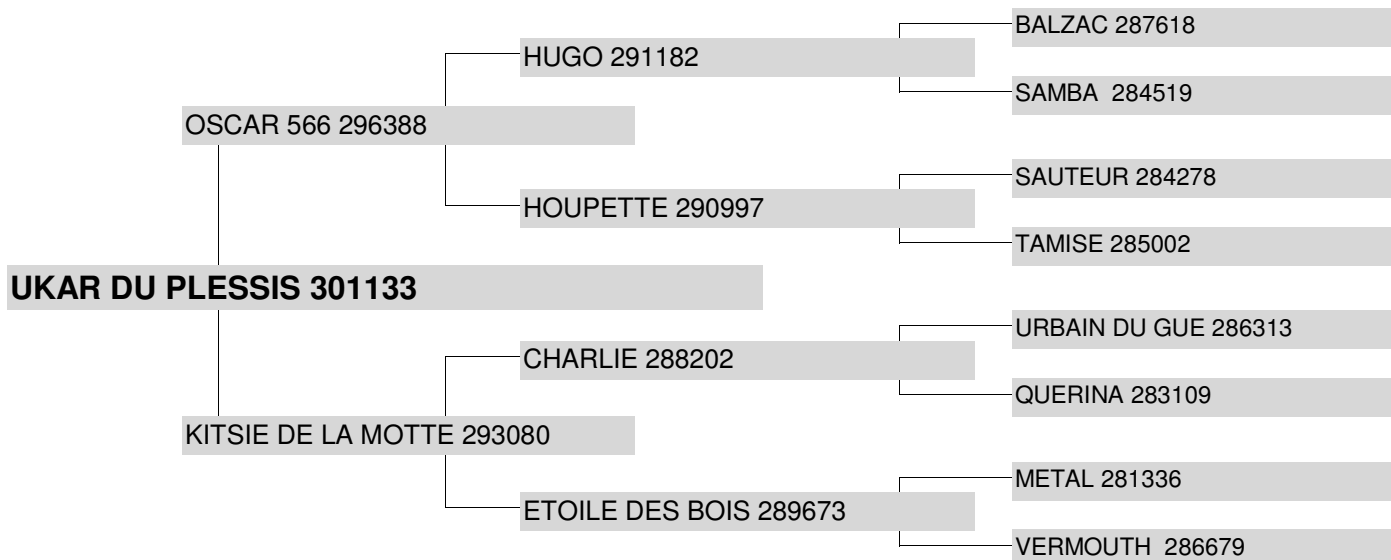 BALZAC 287618
HUGO 291182
SAMBA  284519
OSCAR 566 296388
SAUTEUR 284278
HOUPETTE 290997
TAMISE 285002
UKAR DU PLESSIS 301133
URBAIN DU GUE 286313
CHARLIE 288202
QUERINA 283109
KITSIE DE LA MOTTE 293080
METAL 281336
ETOILE DES BOIS 289673
VERMOUTH  286679